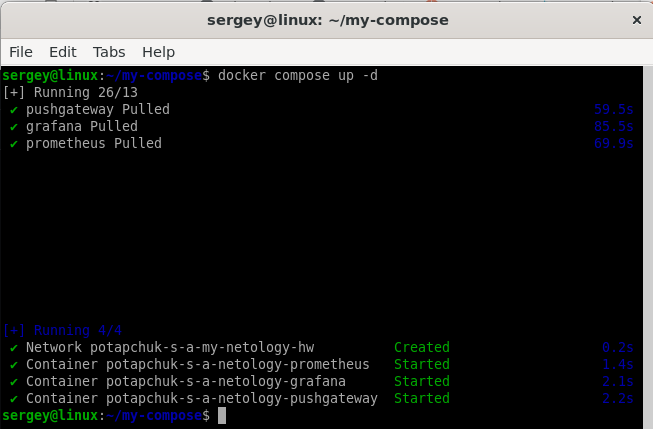 sergey@linux: ~/my-compose ×
File Edit Tabs Help
sergey@linux:~/my-compose$ docker compose up -d
[+] Running 26/13
✔ pushgateway Pulled 59.5s
✔ grafana Pulled 85.5s
✔ prometheus Pulled 69.9s
[+] Running 4/4
✔ Network potapchuk-s-a-my-netology-hw Created 0.2s
✔ Container potapchuk-s-a-netology-prometheus Started 1.4s
✔ Container potapchuk-s-a-netology-grafana Started 2.1s
✔ Container potapchuk-s-a-netology-pushgateway Started 2.2s
sergey@linux:~/my-compose$